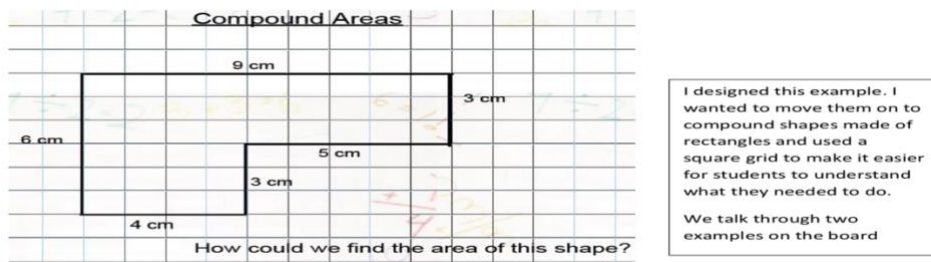 Compound Areas
9 cm
3 cm
6 cm
5 cm
3 cm
4 cm
How could we find the area of this shape?
I designed this example. I
wanted to move them on to
compound shapes made of
rectangles and used a
square grid to make it easier
for students to understand
what they needed to do.
We talk through two
examples on the board